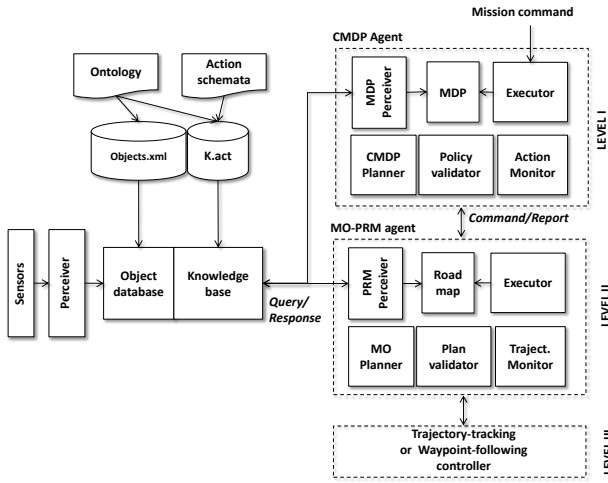 Mission command
CMDP Agent
Ontology
Action
schemata
MDP
Perceiver
MDP
Executor
Objects.xml
K.act
CMDP
Planner
Policy
validator
Action
Monitor
LEVEL I
Command/Report
MO-PRM agent
Sensors
Perceiver
Object
database
Knowledge
base
Query/
Response
PRM
Perceiver
Road
map
Executor
MO
Planner
Plan
validator
Traject.
Monitor
LEVEL II
Trajectory-tracking
or Waypoint-following
controller
LEVEL III